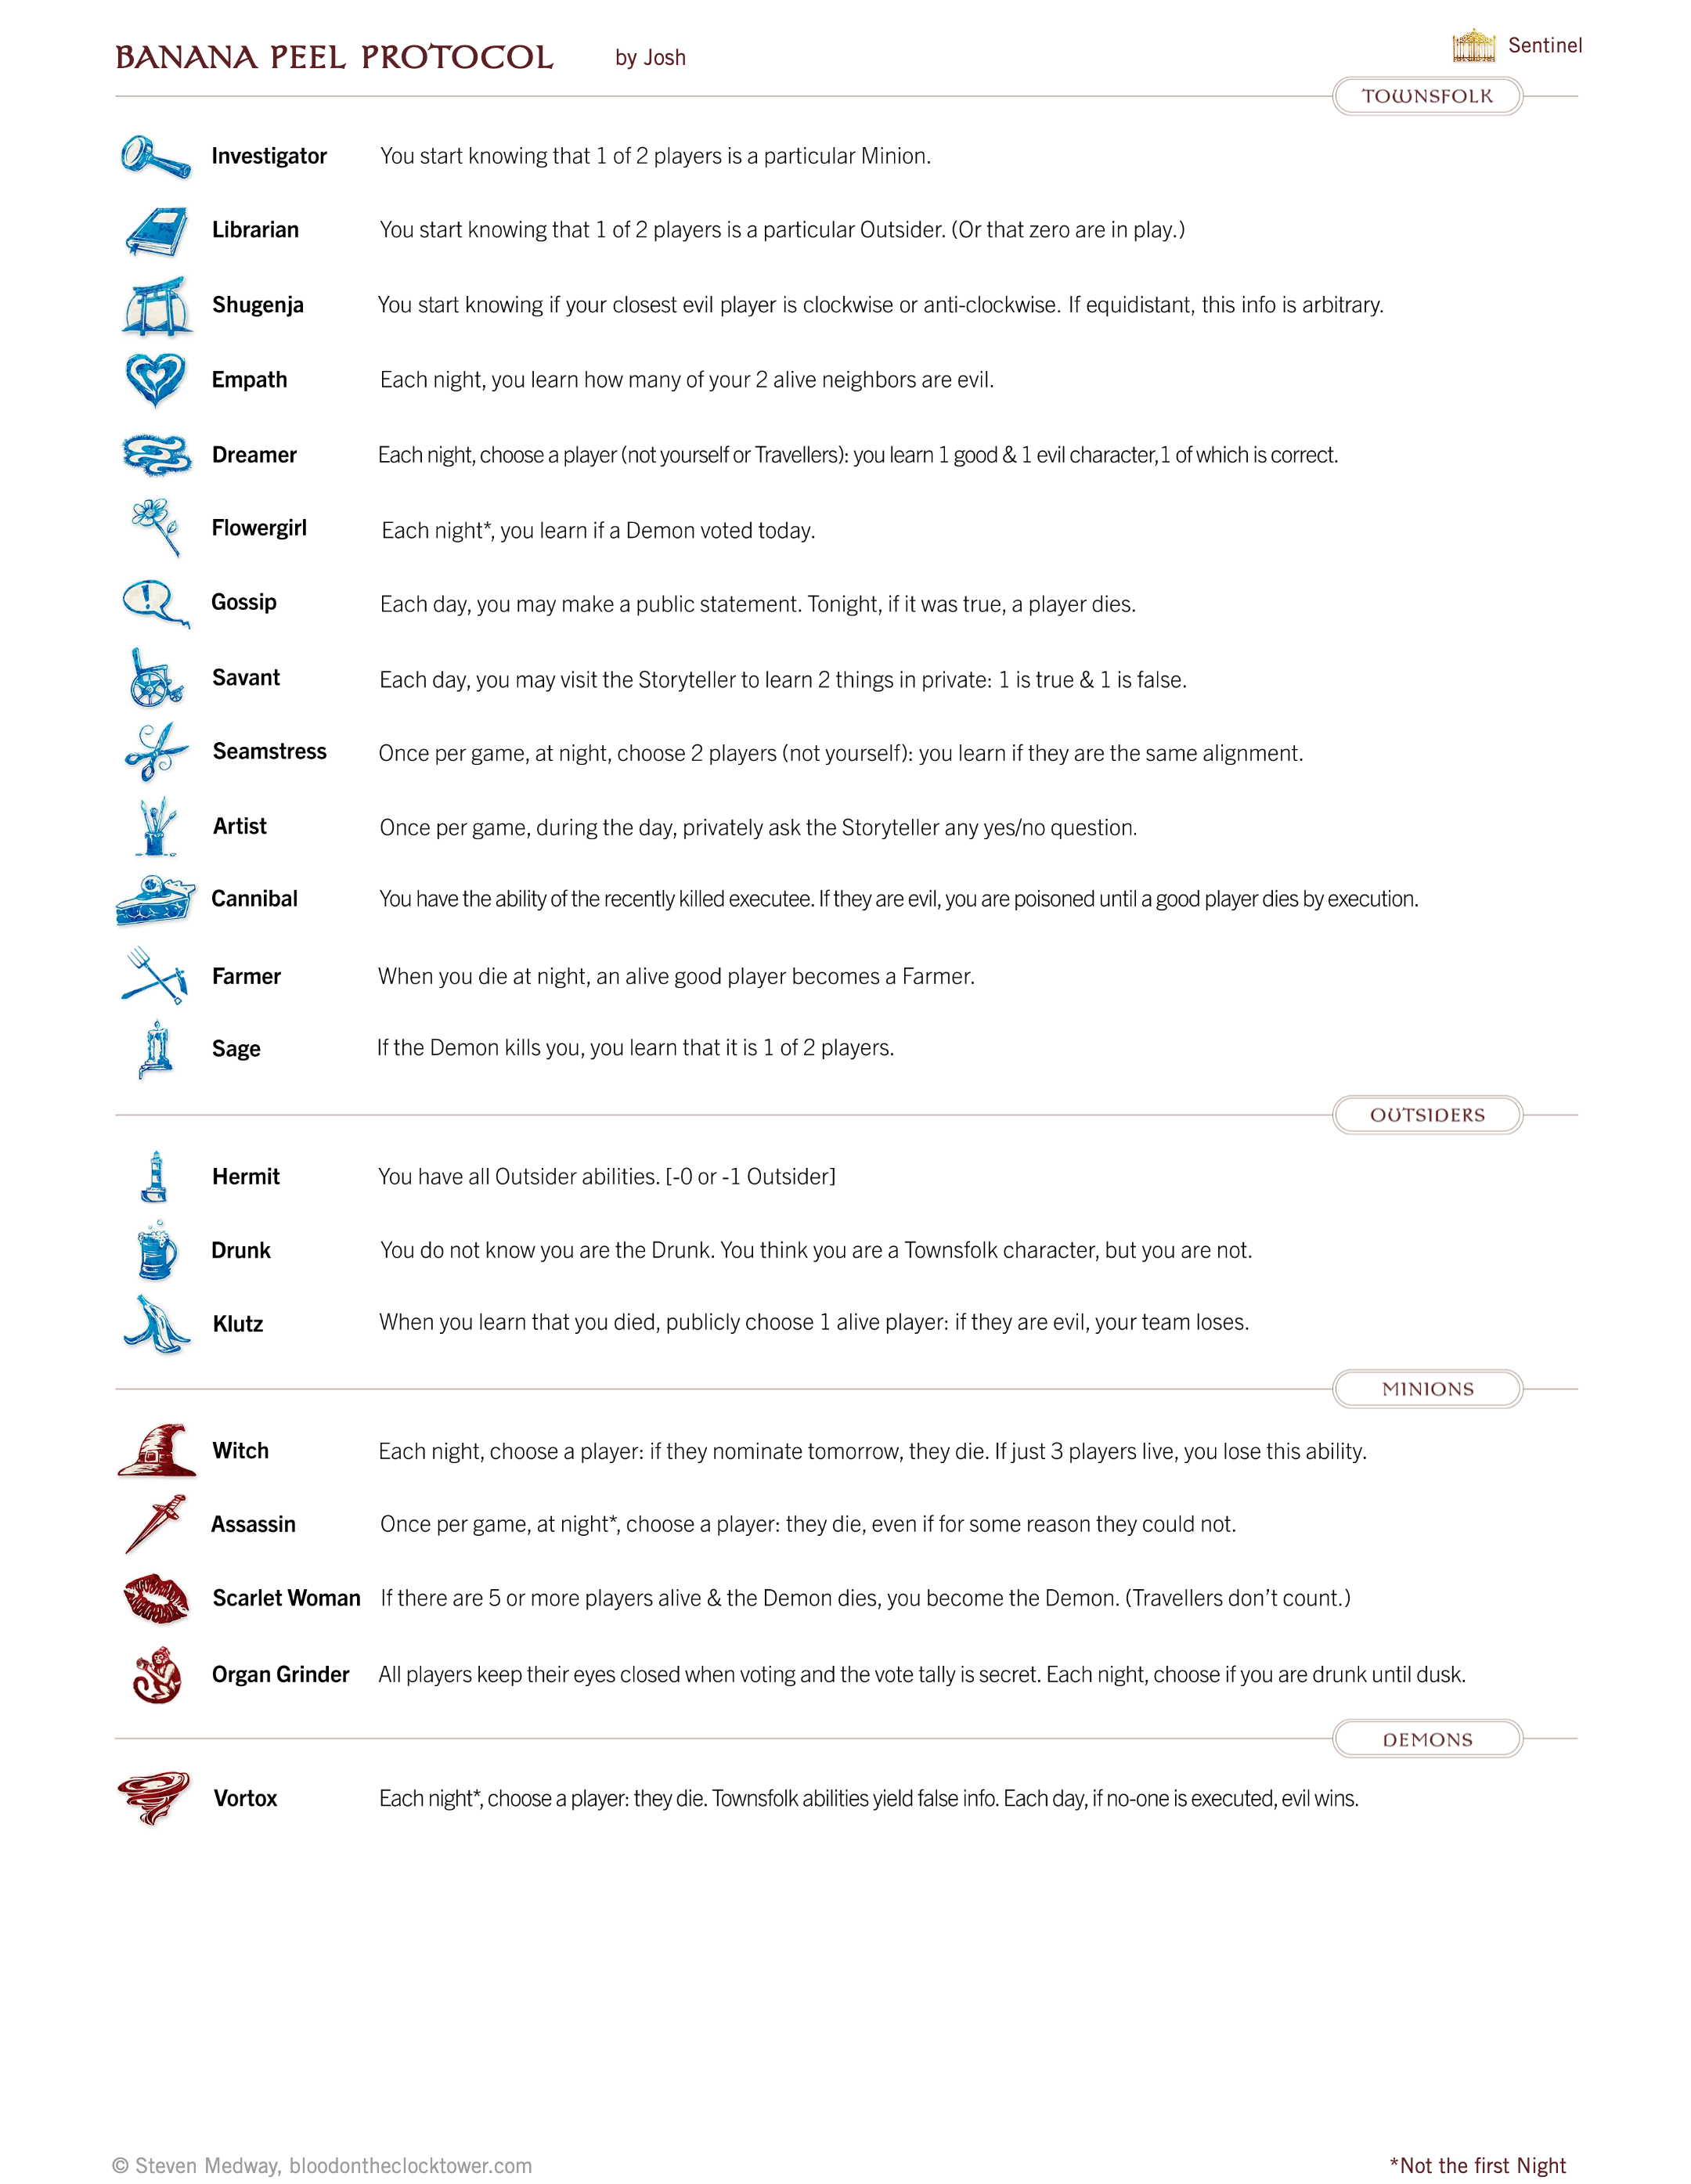 BANANA PEEL PROTOCOL by Josh Sentinel
TOWNSFOLK
Investigator You start knowing that 1 of 2 players is a particular Minion.
Librarian You start knowing that 1 of 2 players is a particular Outsider. (Or that zero are in play.)
Shugenja You start knowing if your closest evil player is clockwise or anti-clockwise. If equidistant, this info is arbitrary.
Empath Each night, you learn how many of your 2 alive neighbors are evil.
Dreamer Each night, choose a player (not yourself or Travellers): you learn 1 good & 1 evil character,1 of which is correct.
Flowergirl Each night*, you learn if a Demon voted today.
Gossip Each day, you may make a public statement. Tonight, if it was true, a player dies.
Savant Each day, you may visit the Storyteller to learn 2 things in private: 1 is true & 1 is false.
Seamstress Once per game, at night, choose 2 players (not yourself): you learn if they are the same alignment.
Artist Once per game, during the day, privately ask the Storyteller any yes/no question.
Cannibal You have the ability of the recently killed executee. If they are evil, you are poisoned until a good player dies by execution.
Farmer When you die at night, an alive good player becomes a Farmer.
Sage If the Demon kills you, you learn that it is 1 of 2 players.
OUTSIDERS
Hermit You have all Outsider abilities. [-0 or -1 Outsider]
Drunk You do not know you are the Drunk. You think you are a Townsfolk character, but you are not.
Klutz When you learn that you died, publicly choose 1 alive player: if they are evil, your team loses.
MINIONS
Witch Each night, choose a player: if they nominate tomorrow, they die. If just 3 players live, you lose this ability.
Assassin Once per game, at night*, choose a player: they die, even if for some reason they could not.
Scarlet Woman If there are 5 or more players alive & the Demon dies, you become the Demon. (Travellers don’t count.)
Organ Grinder All players keep their eyes closed when voting and the vote tally is secret. Each night, choose if you are drunk until dusk.
DEMONS
Vortox Each night*, choose a player: they die. Townsfolk abilities yield false info. Each day, if no-one is executed, evil wins.
© Steven Medway, bloodontheclocktower.com *Not the first Night